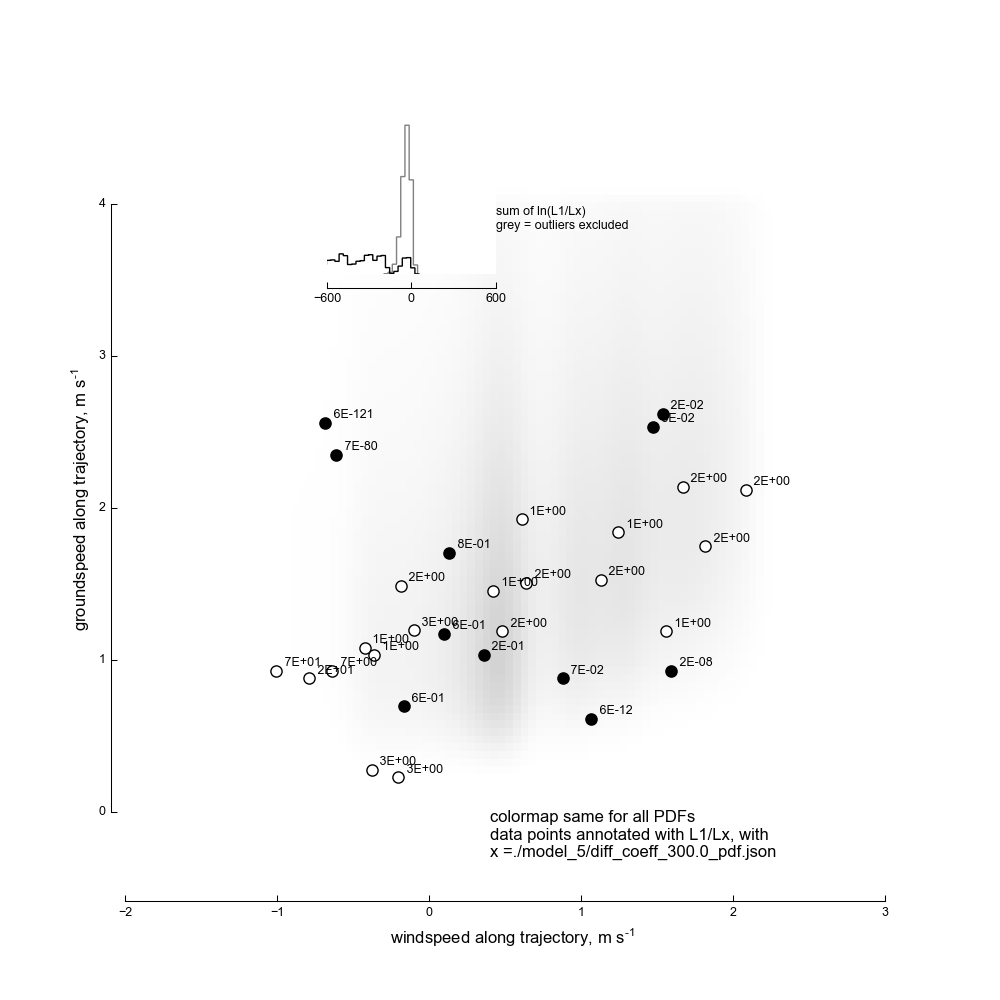 4
sum of ln(L1/Lx)
grey = outliers excluded
−600 0 600
3
6E-121
7E-80
2E-02
E-02
2
2E+00
2E+00
1E+00
1E+00
2E+00
8E-01
2E+00
1E+00
2E+00
2E+00
3E+00
6E-01
2E+00
1E+00
1E+00
1E+00
2E-01
1
7E+01
2E+01
7E+00
7E-02
2E-08
6E-01
6E-12
3E+00
3E+00
0
groundspeed along trajectory, m s-1
colormap same for all PDFs
data points annotated with L1/Lx, with
x =./model_5/diff_coeff_300.0_pdf.json
−2 −1 0 1 2 3
windspeed along trajectory, m s-1